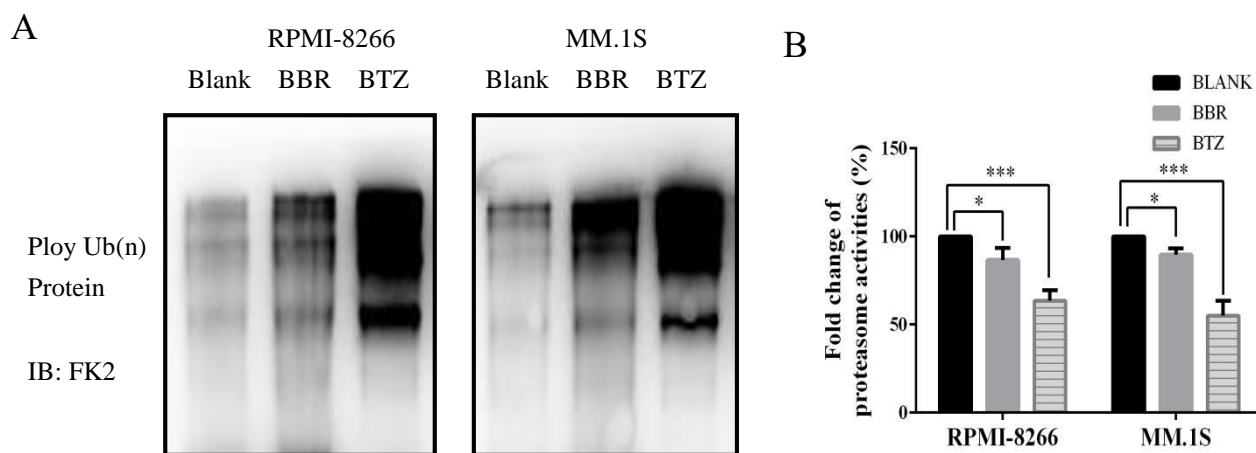 A
RPMI-8266
MM.1S
Blank BBR BTZ
Blank BBR BTZ
Ploy Ub(n)
Protein
IB: FK2
B
BLANK
BBR
BTZ
Fold change of
proteasome activities (%)
150
100
50
0
***
*
***
*
RPMI-8266
MM.1S